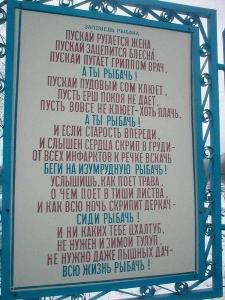 ЗАПОВЕДЬ РЫБАКА
ПУСКАЙ РУГАЕТСЯ ЖЕНА,
ПУСКАЙ ЗАЦЕПИТСЯ БЛЕСНА,
ПУСКАЙ ПУГАЕТ ГРИППОМ ВРАЧ,
А ТЫ РЫБАЧЬ !
ПУСКАЙ ПУДОВЫЙ СОМ КЛЮЕТ,
ПУСТЬ ЕРШ ПОКОЯ НЕ ДАЕТ,
ПУСТЬ ВОВСЕ НЕ КЛЮЕТ-ХОТЬ ПЛАЧЬ,
А ТЫ РЫБАЧЬ !
И ЕСЛИ СТАРОСТЬ ВПЕРЕДИ,
И СЛЫШЕН СЕРДЦА СКРИП В ГРУДИ-
ОТ ВСЕХ ИНФАРКТОВ К РЕЧКЕ ВСКАЧЬ
БЕГИ НА ИЗУМРУДНУЮ РЫБАЧЬ !
УСЛЫШИШЬ, КАК ПОЕТ ТРАВА,
О ЧЕМ ПОЕТ В ТИШИ ЛИСТВА,
И КАК ВСЮ НОЧЬ СКРИПИТ ДЕРКАЧ-
СИДИ РЫБАЧЬ !
И НИ КАКИХ ТЕБЕ ЦХАЛТУБ,
НЕ НУЖЕН И ЗИМОЙ ТУЛУП,
НЕ НУЖНО ДАЖЕ ПЫШНЫХ ДАЧ-
ВСЮ ЖИЗНЬ РЫБАЧЬ !